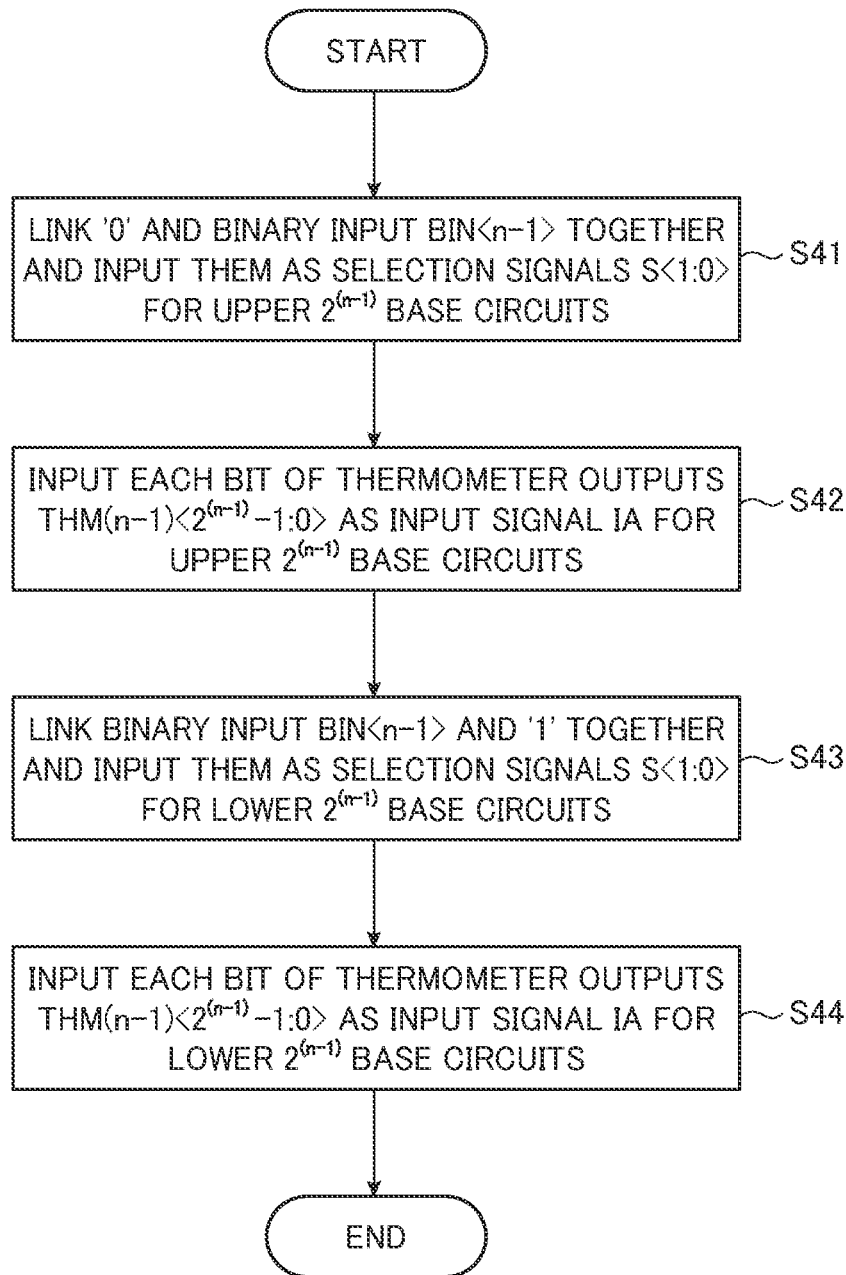 START
LINK '0' AND BINARY INPUT BIN<n-1> TOGETHER
AND INPUT THEM AS SELECTION SIGNALS S<1:0>
FOR UPPER 2^(n-1) BASE CIRCUITS
S41
INPUT EACH BIT OF THERMOMETER OUTPUTS
THM(n-1)<2^(n-1)-1:0> AS INPUT SIGNAL IA FOR
UPPER 2^(n-1) BASE CIRCUITS
S42
LINK BINARY INPUT BIN<n-1> AND '1' TOGETHER
AND INPUT THEM AS SELECTION SIGNALS S<1:0>
FOR LOWER 2^(n-1) BASE CIRCUITS
S43
INPUT EACH BIT OF THERMOMETER OUTPUTS
THM(n-1)<2^(n-1)-1:0> AS INPUT SIGNAL IA FOR
LOWER 2^(n-1) BASE CIRCUITS
S44
END